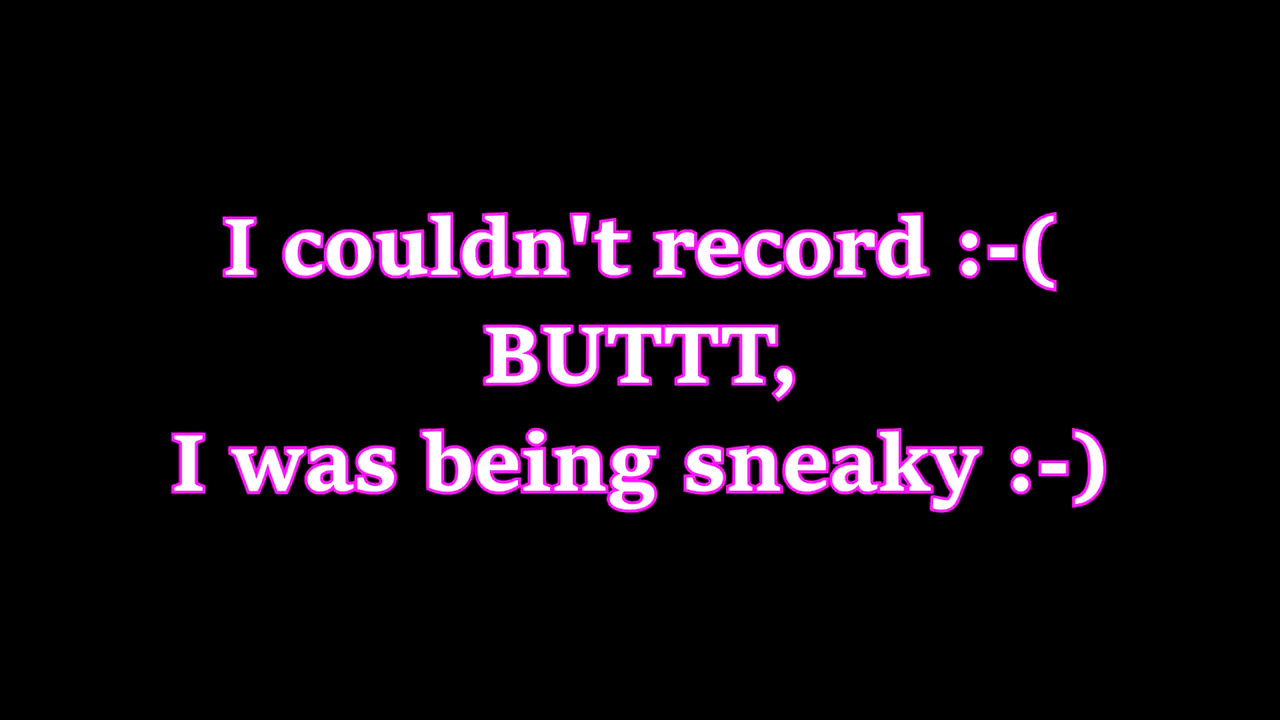 I couldn't record :-(
BUTTT,
I was being sneaky :-)